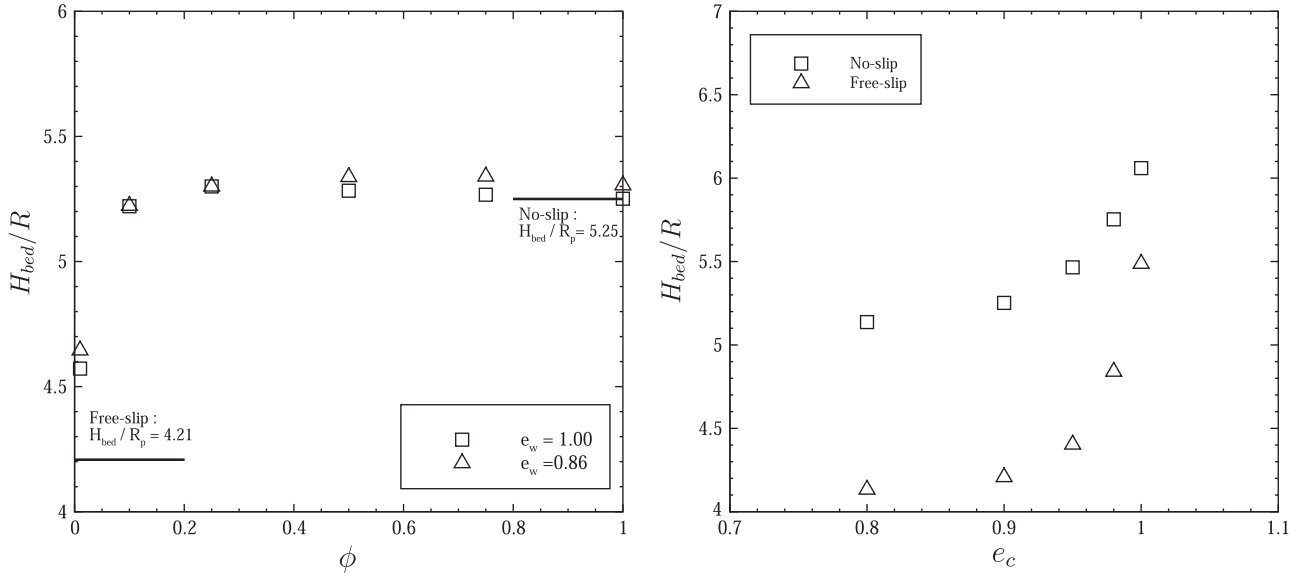 6
5.5
5
4.5
4
H_bed/R
No-slip :
H_bed / R_p = 5.25
Free-slip :
H_bed / R_p = 4.21
e_w = 1.00
e_w =0.86
0 0.2 0.4 0.6 0.8 1
ϕ
7
6.5
6
5.5
5
4.5
4
H_bed/R
No-slip
Free-slip
0.7 0.8 0.9 1 1.1
e_c